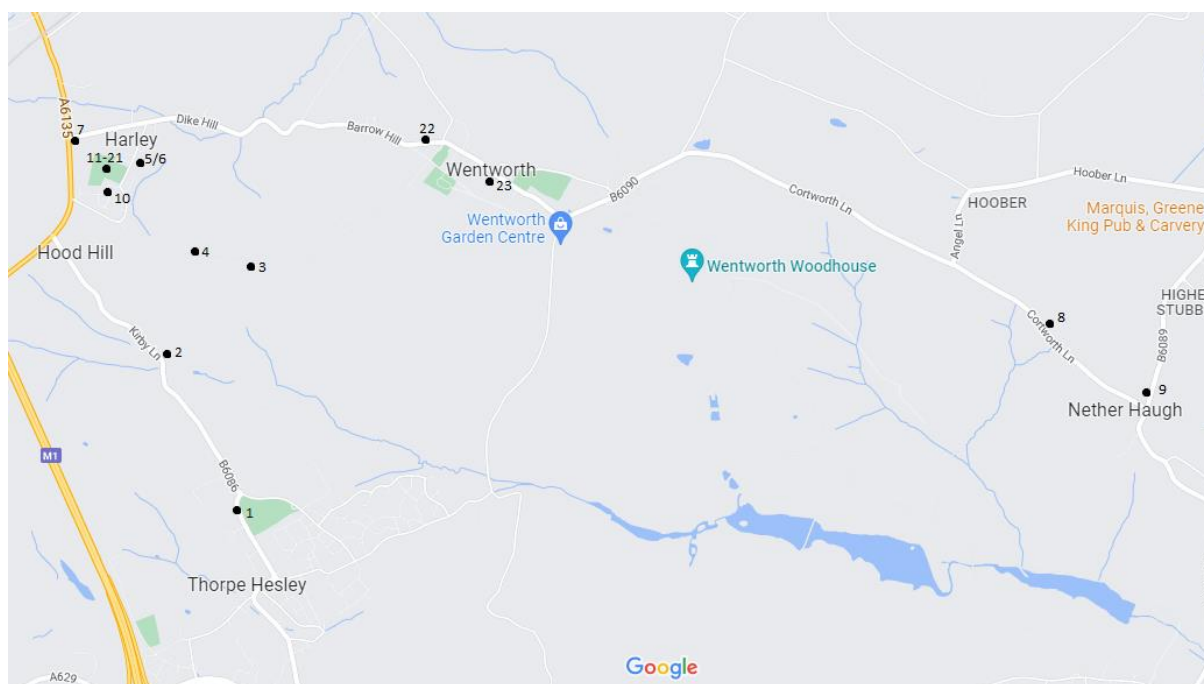 A6135
7
Dike Hill
Harley
11-21
5/6
10
Barrow Hill
22
Wentworth
23
B6090
Wentworth
Garden Centre
Cortworth Ln
Hoober Ln
HOOBER
Angel Ln
Marquis, Greene
King Pub & Carvery
Hood Hill
4
3
Wentworth Woodhouse
HIGHE
STUBB
8
Cortworth Ln
B6089
Kirby Ln
2
9
Nether Haugh
M1
B6086
1
Thorpe Hesley
A629
Google